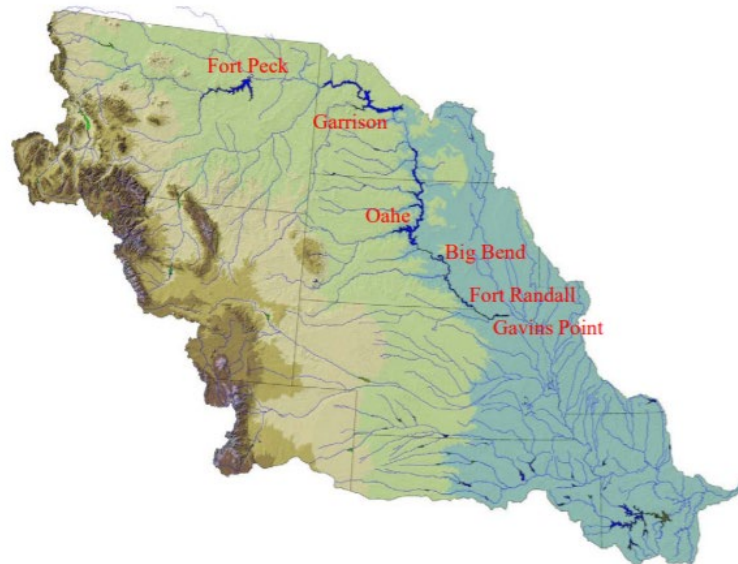 Fort Peck
Garrison
Oahe
Big Bend
Fort Randall
Gavins Point